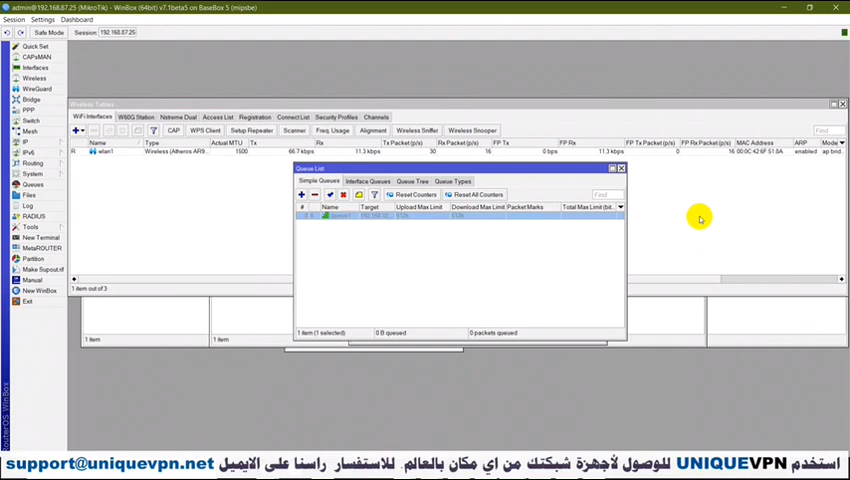 admin@192.168.87.25 (MikroTik) - WinBox (64bit) v7.1beta5 on BaseBox 5 (mipsbe)
Session Settings Dashboard
Safe Mode Session: 192.168.87.25
Quick Set
CAPsMAN
Interfaces
Wireless
WireGuard
Bridge
PPP
Switch
Mesh
IP
IPv6
Routing
System
Queues
Files
Log
RADIUS
Tools
New Terminal
MetaROUTER
Partition
Make Supout.rif
Manual
New WinBox
Exit
RouterOS WinBox
Wireless Tables
WiFi Interfaces W60G Station Nstreme Dual Access List Registration Connect List Security Profiles Channels
CAP WPS Client Setup Repeater Scanner Freq. Usage Alignment Wireless Sniffer Wireless Snooper Find
Name Type Actual MTU Tx Rx Tx Packet (p/s) Rx Packet (p/s) FP Tx FP Rx FP Tx Packet (p/s) FP Rx Packet (p/s) MAC Address ARP Mode
R wlan1 Wireless (Atheros AR9... 1500 66.7 kbps 11.3 kbps 30 16 0 bps 11.3 kbps 0 16 00:0C:42:6F:51:8A enabled ap brid
1 item out of 3
Queue List
Simple Queues Interface Queues Queue Tree Queue Types
Reset Counters Reset All Counters Find
# Name Target Upload Max Limit Download Max Limit Packet Marks Total Max Limit (bit...
0 queue1 192.168.10... 512k 512k
1 item (1 selected) 0 B queued 0 packets queued
1 item 1 item
استخدم UNIQUEVPN للوصول لأجهزة شبكتك من اي مكان بالعالم. للاستفسار راسنا على الايميل support@uniquevpn.net